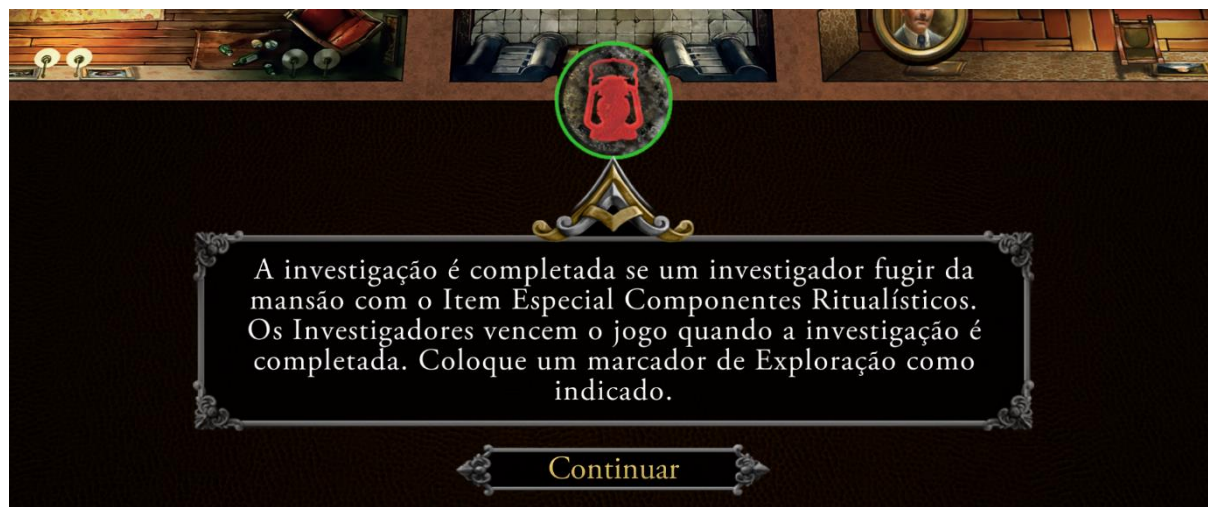 A investigação é completada se um investigador fugir da
mansão com o Item Especial Componentes Ritualísticos.
Os Investigadores vencem o jogo quando a investigação é
completada. Coloque um marcador de Exploração como
indicado.
Continuar